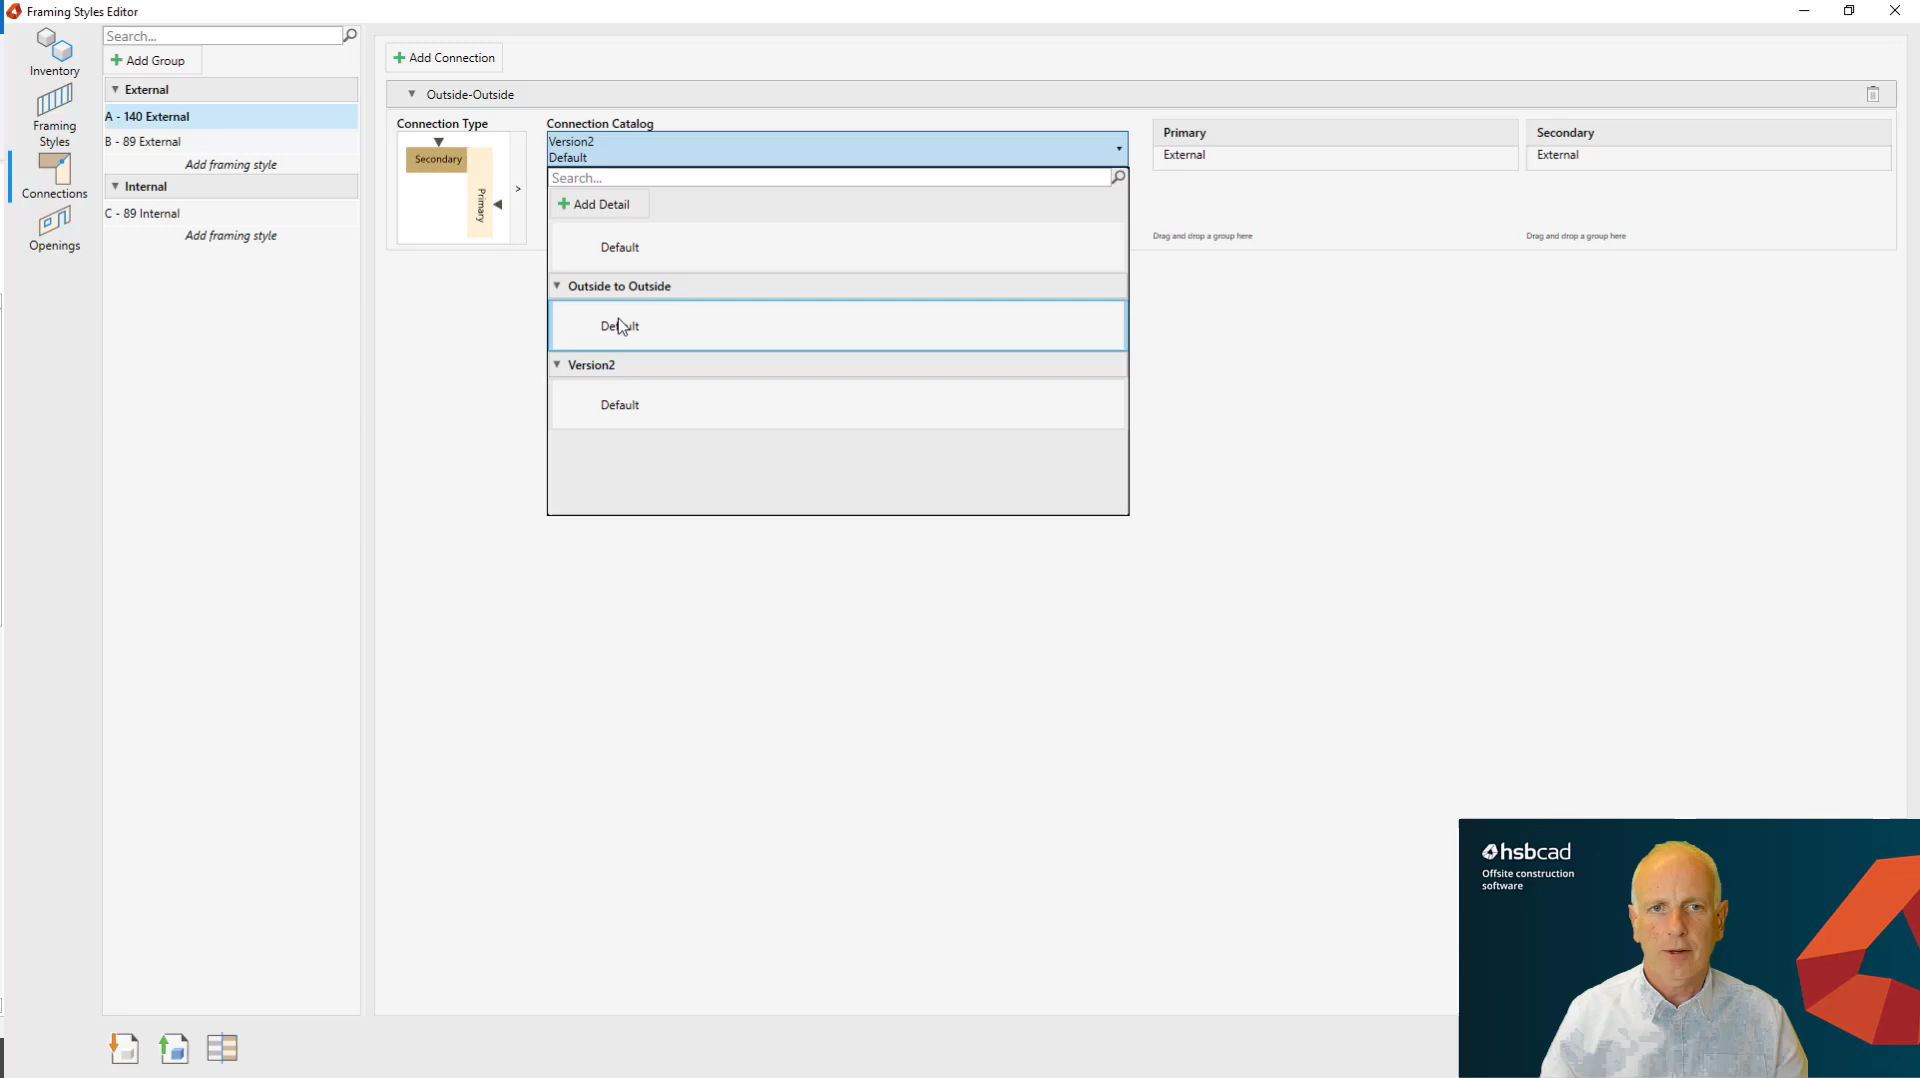 Framing Styles Editor
Inventory
Framing
Styles
Connections
Openings
Search...
Add Group
External
A - 140 External
B - 89 External
Add framing style
Internal
C - 89 Internal
Add framing style
Add Connection
Outside-Outside
Connection Type
Secondary
Primary
>
Connection Catalog
Version2
Default
Search...
Add Detail
Default
Outside to Outside
Default
Version2
Default
Primary
External
Drag and drop a group here
Secondary
External
Drag and drop a group here
hsbcad
Offsite construction
software